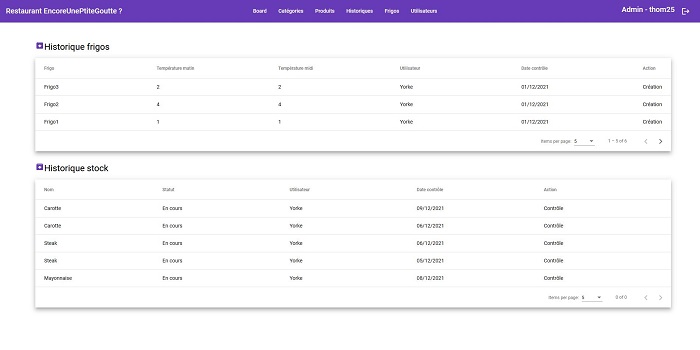 Restaurant EncoreUnePtiteGoutte ? Board Catégories Produits Historiques Frigos Utilisateurs Admin - thom25
Historique frigos
Frigo Température matin Température midi Utilisateur Date contrôle Action
Frigo3 2 2 Yorke 01/12/2021 Création
Frigo2 4 4 Yorke 01/12/2021 Création
Frigo1 1 1 Yorke 01/12/2021 Création
Items per page: 5 1 – 5 of 6
Historique stock
Nom Statut Utilisateur Date contrôle Action
Carotte En cours Yorke 09/12/2021 Contrôle
Carotte En cours Yorke 06/12/2021 Contrôle
Steak En cours Yorke 06/12/2021 Contrôle
Steak En cours Yorke 05/12/2021 Contrôle
Mayonnaise En cours Yorke 08/12/2021 Contrôle
Items per page: 5 0 of 0